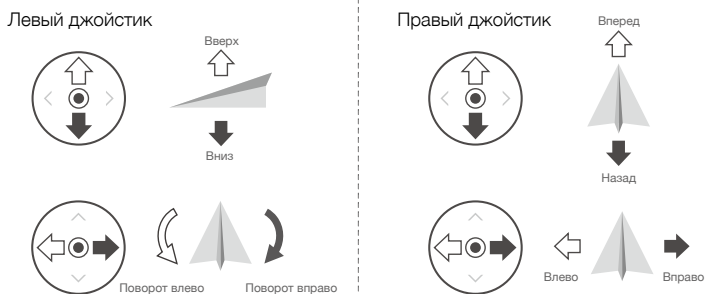 Левый джойстик
Вверх
Вниз
Поворот влево
Поворот вправо
Правый джойстик
Вперед
Назад
Влево
Вправо